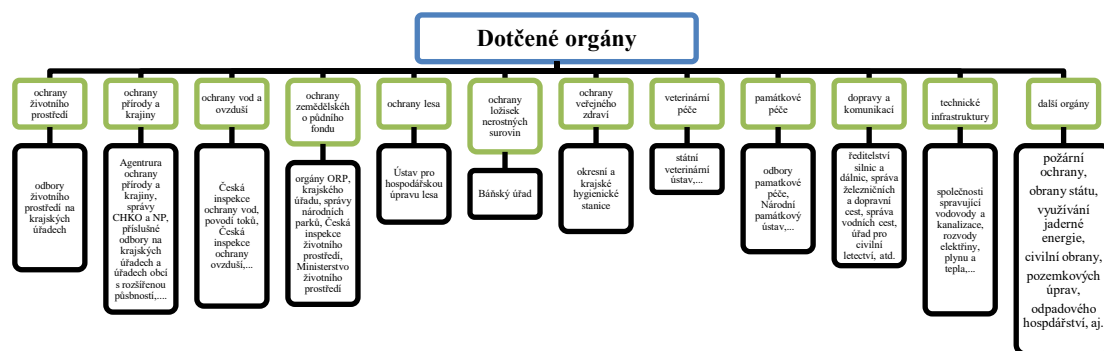 Dotčené orgány
ochrany
životního
prostředí
odbory
životního
prostředí na
krajských
úřadech
ochrany
přírody a
krajiny
Agentrura
ochrany
přírody a
krajiny,
správy
CHKO a NP,
příslušné
odbory na
krajských
úřadech a
úřadech obcí
s rozšířenou
působností,....
ochrany vod a
ovzduší
Česká
inspekce
ochrany vod,
povodí toků,
Česká
inspekce
ochrany
ovzduší,...
ochrany
zemědělskéh
o půdního
fondu
orgány ORP,
krajského
úřadu, správy
národních
parků, Česká
inspekce
životního
prostředí,
Ministerstvo
životního
prostředí
ochrany lesa
Ústav pro
hospodářskou
úpravu lesa
ochrany
ložisek
nerostných
surovin
Báňský úřad
ochrany
veřejného
zdraví
okresní a
krajské
hygienické
stanice
veterinární
péče
státní
veterinární
ústav,...
památkové
péče
odbory
pamatkové
péče,
Národní
památkový
ústav,...
dopravy a
komunikací
ředitelství
silnic a
dálnic, správa
železničních
a dopravní
cest, správa
vodních cest,
úřad pro
civilní
letectví, atd.
technické
infrastruktury
společnosti
spravující
vodovody a
kanalizace,
rozvody
elektřiny,
plynu a
tepla,...
další orgány
požární
ochrany,
obrany státu,
využívání
jaderné
energie,
civilní obrany,
pozemkových
úprav,
odpadového
hospdářství, aj.